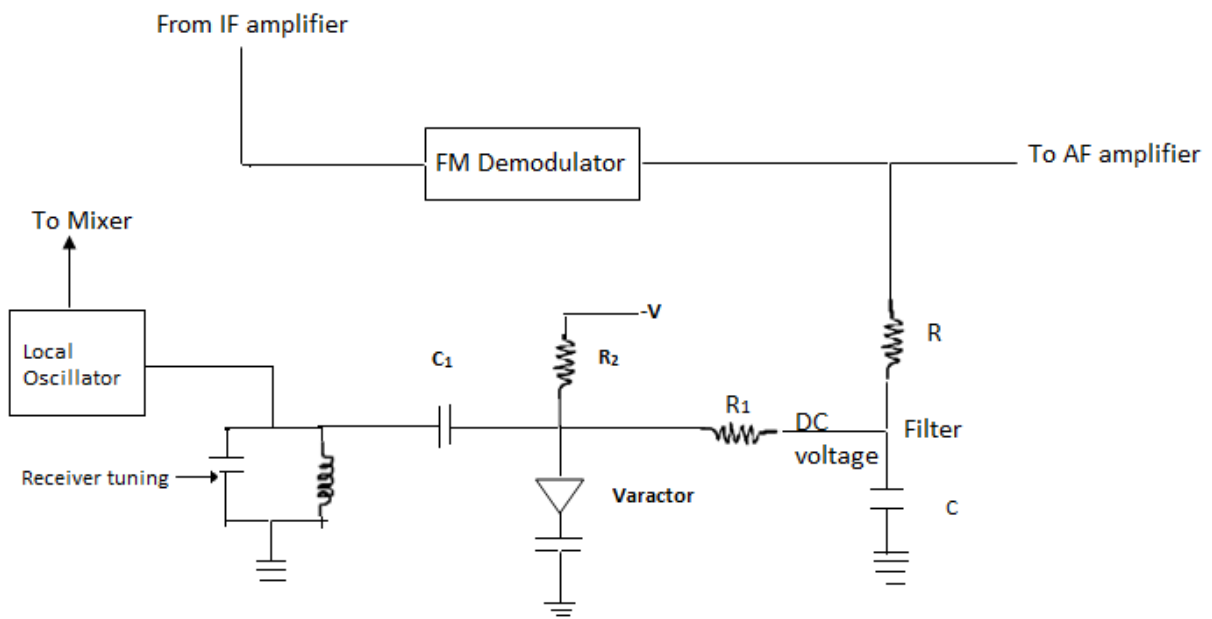 From IF amplifier
FM Demodulator
To AF amplifier
To Mixer
-V
Local
Oscillator
C1
R2
R
R1
DC
voltage
Filter
Receiver tuning
Varactor
C